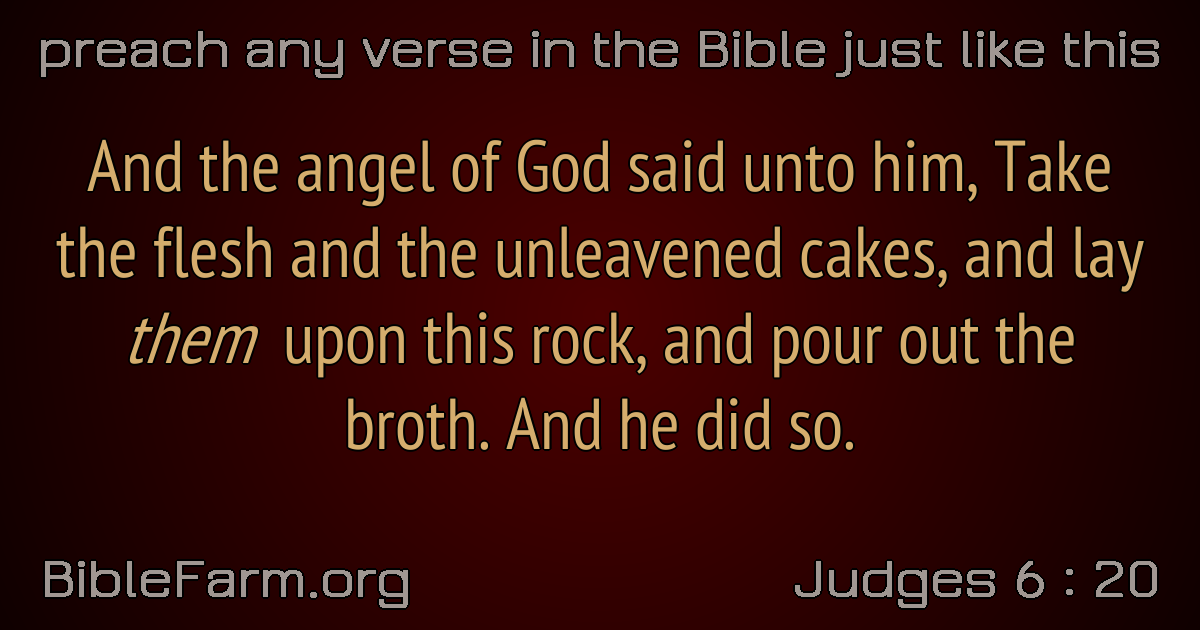 preach any verse in the Bible just like this
And the angel of God said unto him, Take
the flesh and the unleavened cakes, and lay
them upon this rock, and pour out the
broth. And he did so.
BibleFarm.org
Judges 6 : 20